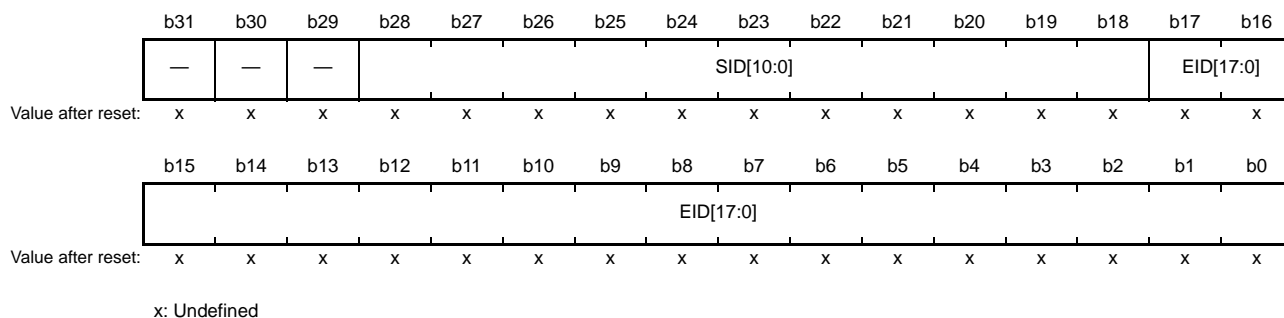 b31 b30 b29 b28 b27 b26 b25 b24 b23 b22 b21 b20 b19 b18 b17 b16
— — — SID[10:0] EID[17:0]
Value after reset: x x x x x x x x x x x x x x x x
b15 b14 b13 b12 b11 b10 b9 b8 b7 b6 b5 b4 b3 b2 b1 b0
EID[17:0]
Value after reset: x x x x x x x x x x x x x x x x
x: Undefined